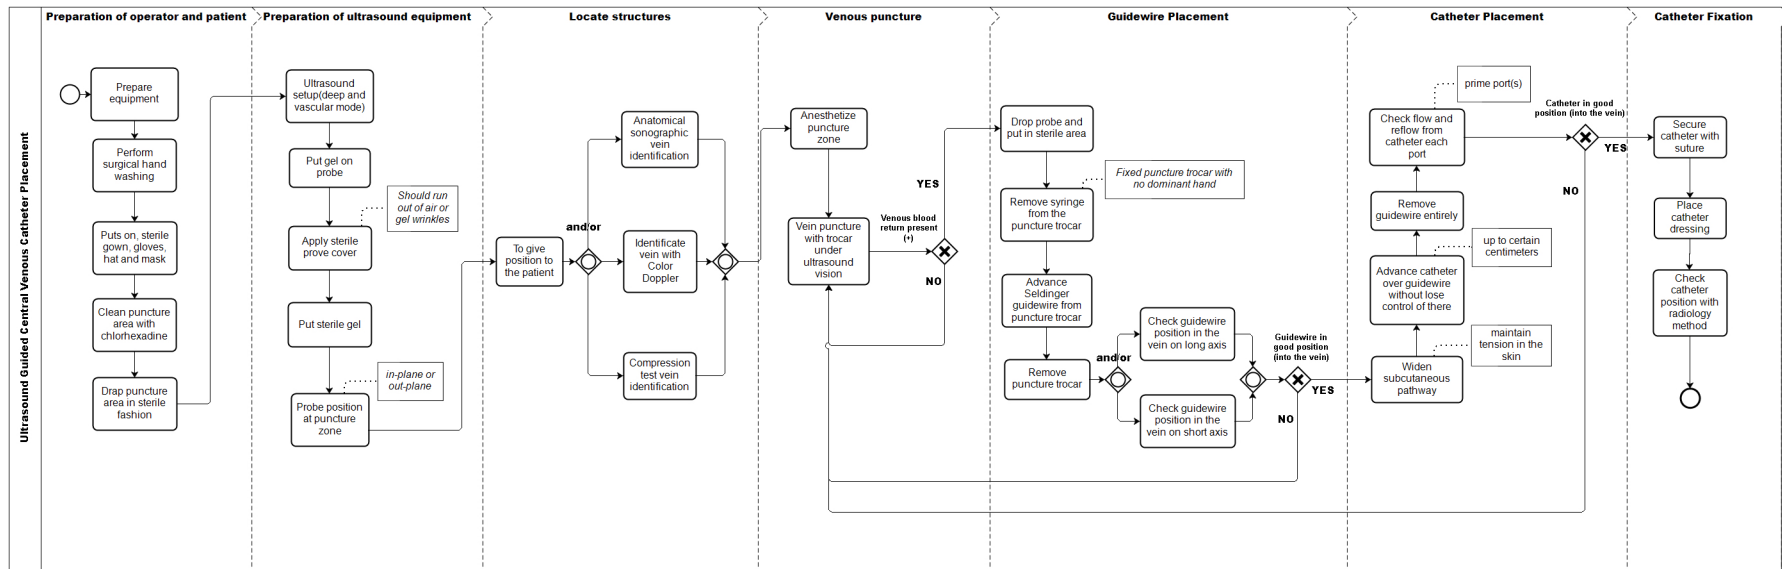 Ultrasound Guided Central Venous Catheter Placement
Preparation of operator and patient
Prepare
equipment
Perform
surgical hand
washing
Puts on, sterile
gown, gloves,
hat and mask
Clean puncture
area with
chlorhexadine
Drap puncture
area in sterile
fashion
Preparation of ultrasound equipment
Ultrasound
setup(deep and
vascular mode)
Put gel on
probe
Should run
out of air or
gel wrinkles
Apply sterile
prove cover
Put sterile gel
in-plane or
out-plane
Probe position
at puncture
zone
Locate structures
To give
position to
the patient
and/or
Anatomical
sonographic
vein
identification
Identificate
vein with
Color
Doppler
Compression
test vein
identification
Venous puncture
Anesthetize
puncture
zone
Vein puncture
with trocar
under
ultrasound
vision
Venous blood
return present
(+)
YES
NO
Guidewire Placement
Drop probe and
put in sterile area
Fixed puncture trocar with
no dominant hand
Remove syringe
from the
puncture trocar
Advance
Seldinger
guidewire from
puncture trocar
Remove
puncture trocar
and/or
Check guidewire
position in the
vein on long axis
Check guidewire
position in the
vein on short axis
Guidewire in
good position
(into the vein)
YES
NO
Catheter Placement
prime port(s)
Check flow and
reflow from
catheter each
port
Remove
guidewire entirely
up to certain
centimeters
Advance catheter
over guidewire
without lose
control of there
maintain
tension in the
skin
Widen
subcutaneous
pathway
Catheter in good
position (into the vein)
YES
NO
Catheter Fixation
Secure
catheter with
suture
Place
catheter
dressing
Check
catheter
position with
radiology
method